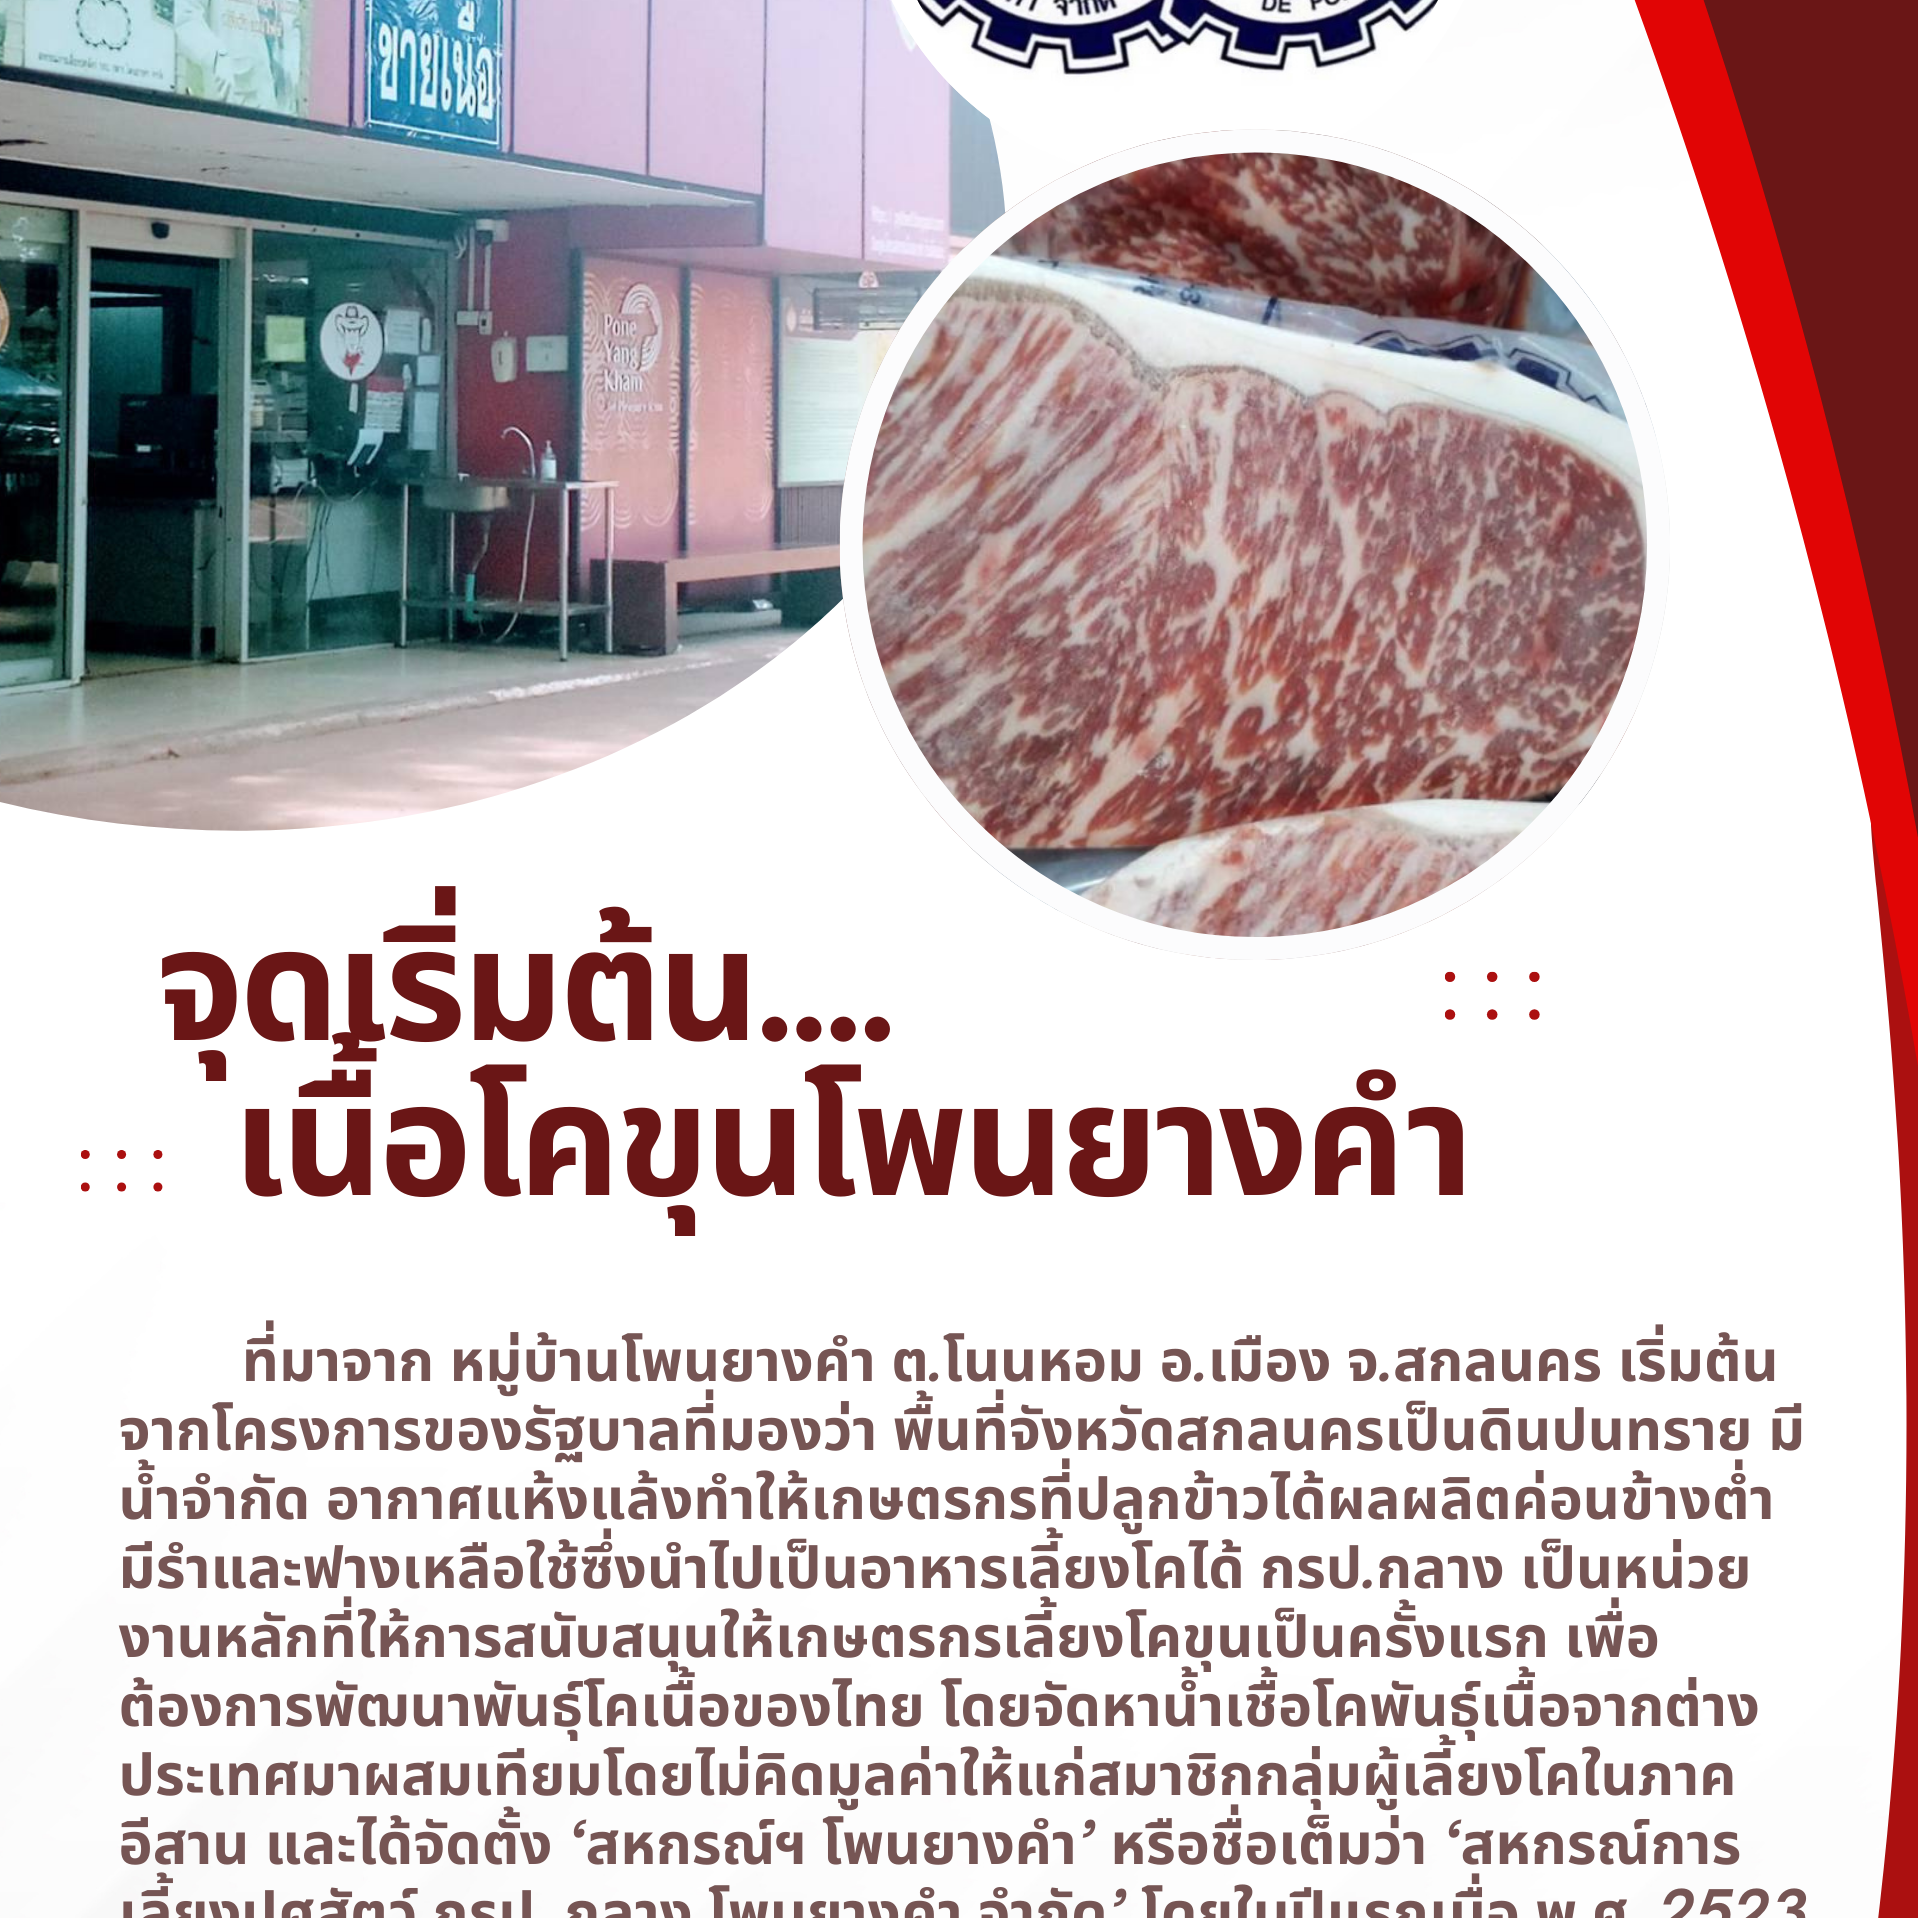 ขายเนื้อ
จำกัด
DE PO
Pone
Yang
Kham
จุดเริ่มต้น....
เนื้อโคขุนโพนยางคำ
ที่มาจาก หมู่บ้านโพนยางคำ ต.โนนหอม อ.เมือง จ.สกลนคร เริ่มต้น
จากโครงการของรัฐบาลที่มองว่า พื้นที่จังหวัดสกลนครเป็นดินปนทราย มี
น้ำจำกัด อากาศแห้งแล้งทำให้เกษตรกรที่ปลูกข้าวได้ผลผลิตค่อนข้างต่ำ
มีรำและฟางเหลือใช้ซึ่งนำไปเป็นอาหารเลี้ยงโคได้ กรป.กลาง เป็นหน่วย
งานหลักที่ให้การสนับสนุนให้เกษตรกรเลี้ยงโคขุนเป็นครั้งแรก เพื่อ
ต้องการพัฒนาพันธุ์โคเนื้อของไทย โดยจัดหาน้ำเชื้อโคพันธุ์เนื้อจากต่าง
ประเทศมาผสมเทียมโดยไม่คิดมูลค่าให้แก่สมาชิกกลุ่มผู้เลี้ยงโคในภาค
อีสาน และได้จัดตั้ง ‘สหกรณ์ฯ โพนยางคำ’ หรือชื่อเต็มว่า ‘สหกรณ์การ
เลี้ยงปศุสัตว์ กรป. กลาง โพนยางคำ จำกัด’ โดยในปีแรกเมื่อ พ.ศ. 2523